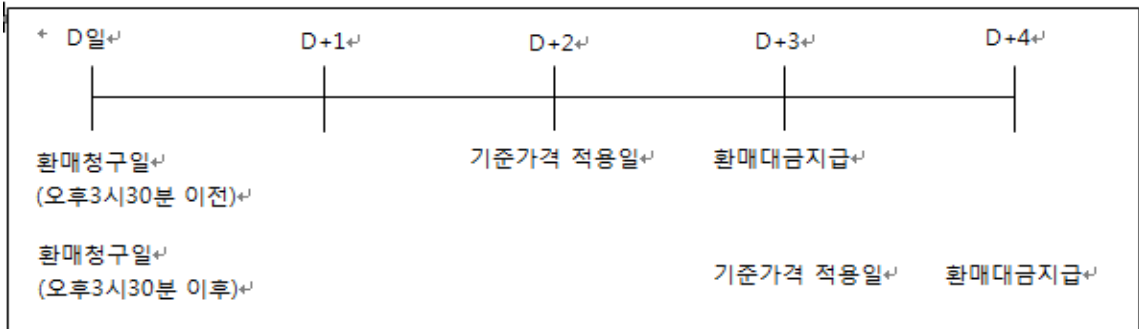 D일↵ D+1↵ D+2↵ D+3↵ D+4↵
환매청구일↵ 기준가격 적용일↵ 환매대금지급↵
(오후3시30분 이전)↵
환매청구일↵
(오후3시30분 이후)↵ 기준가격 적용일↵ 환매대금지급↵